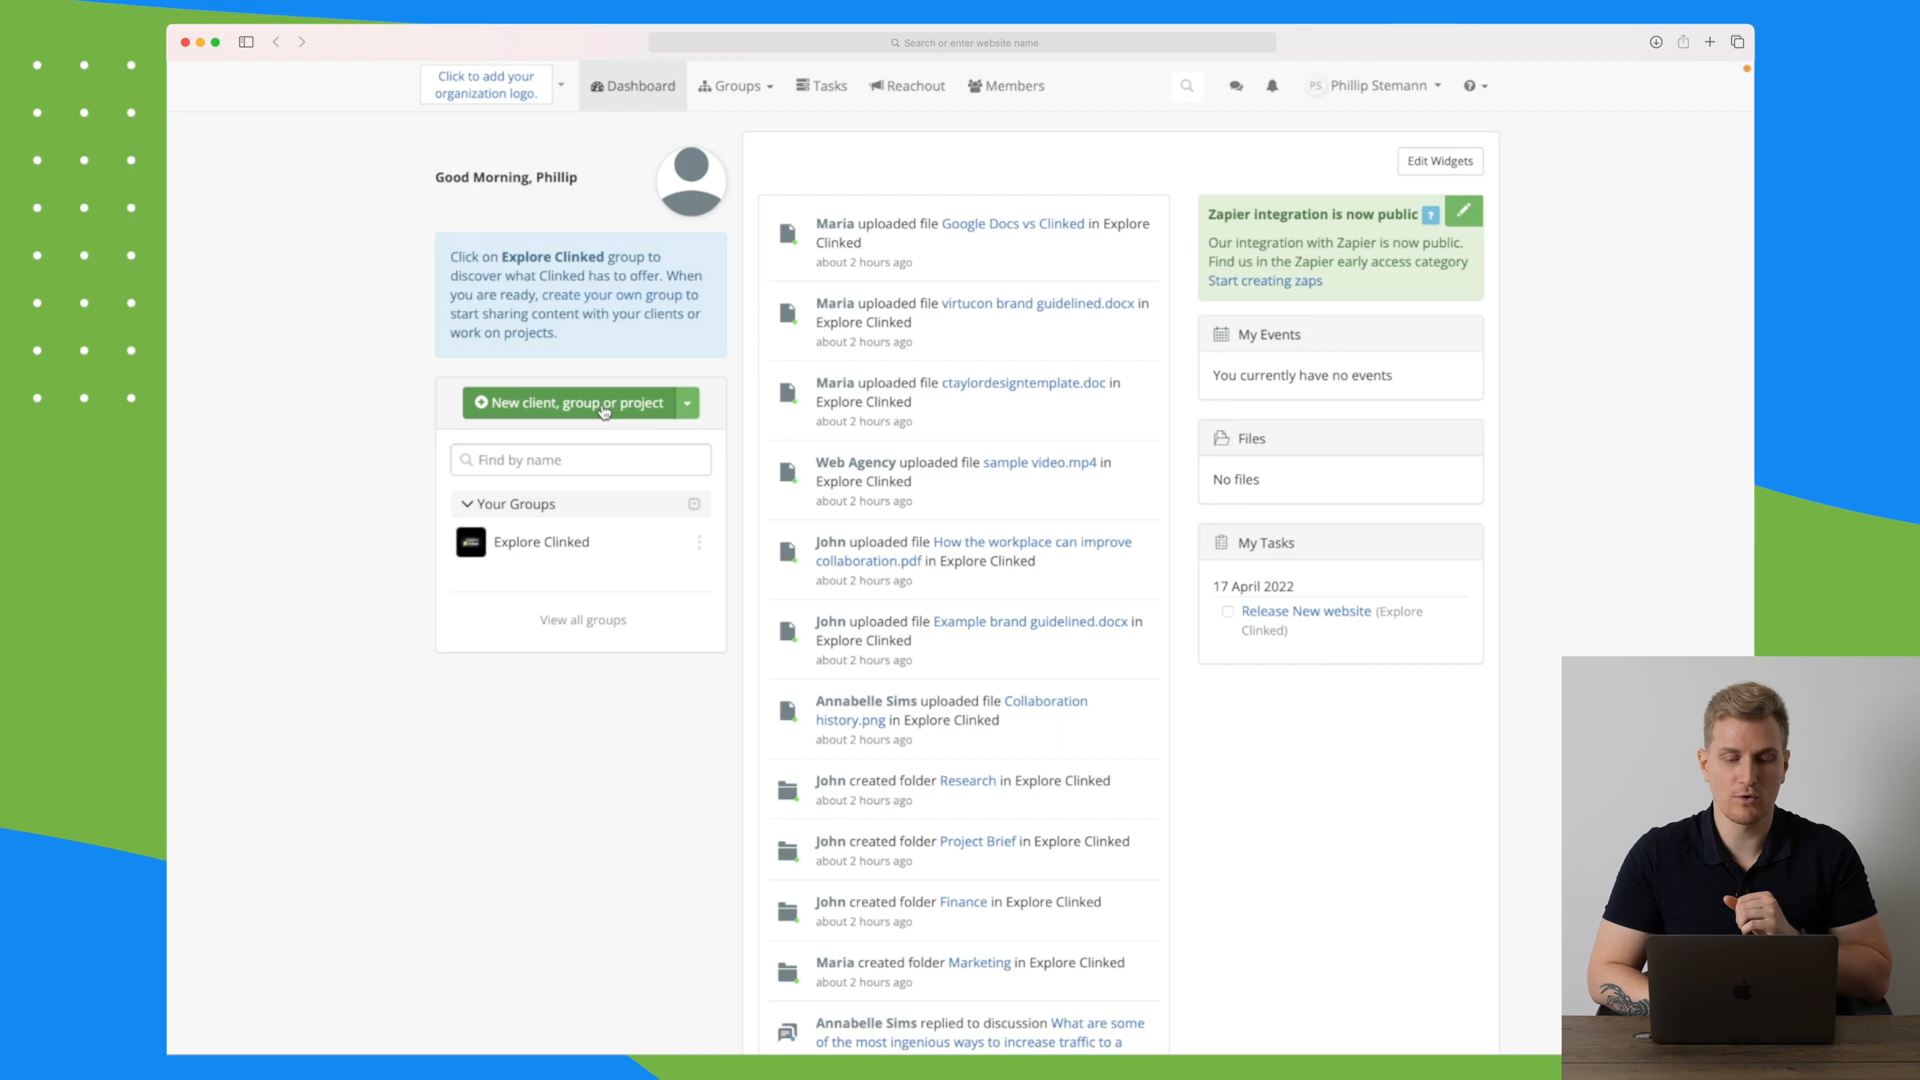 Search or enter website name
Click to add your
organization logo.
Dashboard
Groups
Tasks
Reachout
Members
PS
Phillip Stemann
Good Morning, Phillip
Click on Explore Clinked group to
discover what Clinked has to offer. When
you are ready, create your own group to
start sharing content with your clients or
work on projects.
New client, group or project
Find by name
Your Groups
Explore Clinked
View all groups
Edit Widgets
Maria uploaded file Google Docs vs Clinked in Explore
Clinked
about 2 hours ago
Maria uploaded file virtucon brand guidelined.docx in
Explore Clinked
about 2 hours ago
Maria uploaded file ctaylordesigntemplate.doc in
Explore Clinked
about 2 hours ago
Web Agency uploaded file sample video.mp4 in
Explore Clinked
about 2 hours ago
John uploaded file How the workplace can improve
collaboration.pdf in Explore Clinked
about 2 hours ago
John uploaded file Example brand guidelined.docx in
Explore Clinked
about 2 hours ago
Annabelle Sims uploaded file Collaboration
history.png in Explore Clinked
about 2 hours ago
John created folder Research in Explore Clinked
about 2 hours ago
John created folder Project Brief in Explore Clinked
about 2 hours ago
John created folder Finance in Explore Clinked
about 2 hours ago
Maria created folder Marketing in Explore Clinked
about 2 hours ago
Annabelle Sims replied to discussion What are some
of the most ingenious ways to increase traffic to a
Zapier integration is now public ?
Our integration with Zapier is now public.
Find us in the Zapier early access category
Start creating zaps
My Events
You currently have no events
Files
No files
My Tasks
17 April 2022
Release New website (Explore
Clinked)